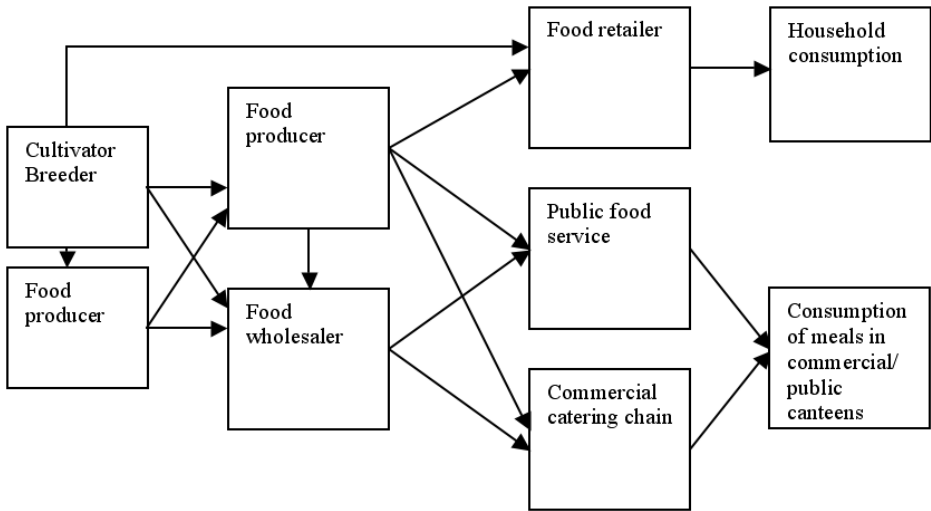 Cultivator
Breeder
Food
producer
Food
producer
Food
wholesaler
Food retailer
Public food
service
Commercial
catering chain
Household
consumption
Consumption
of meals in
commercial/
public
canteens